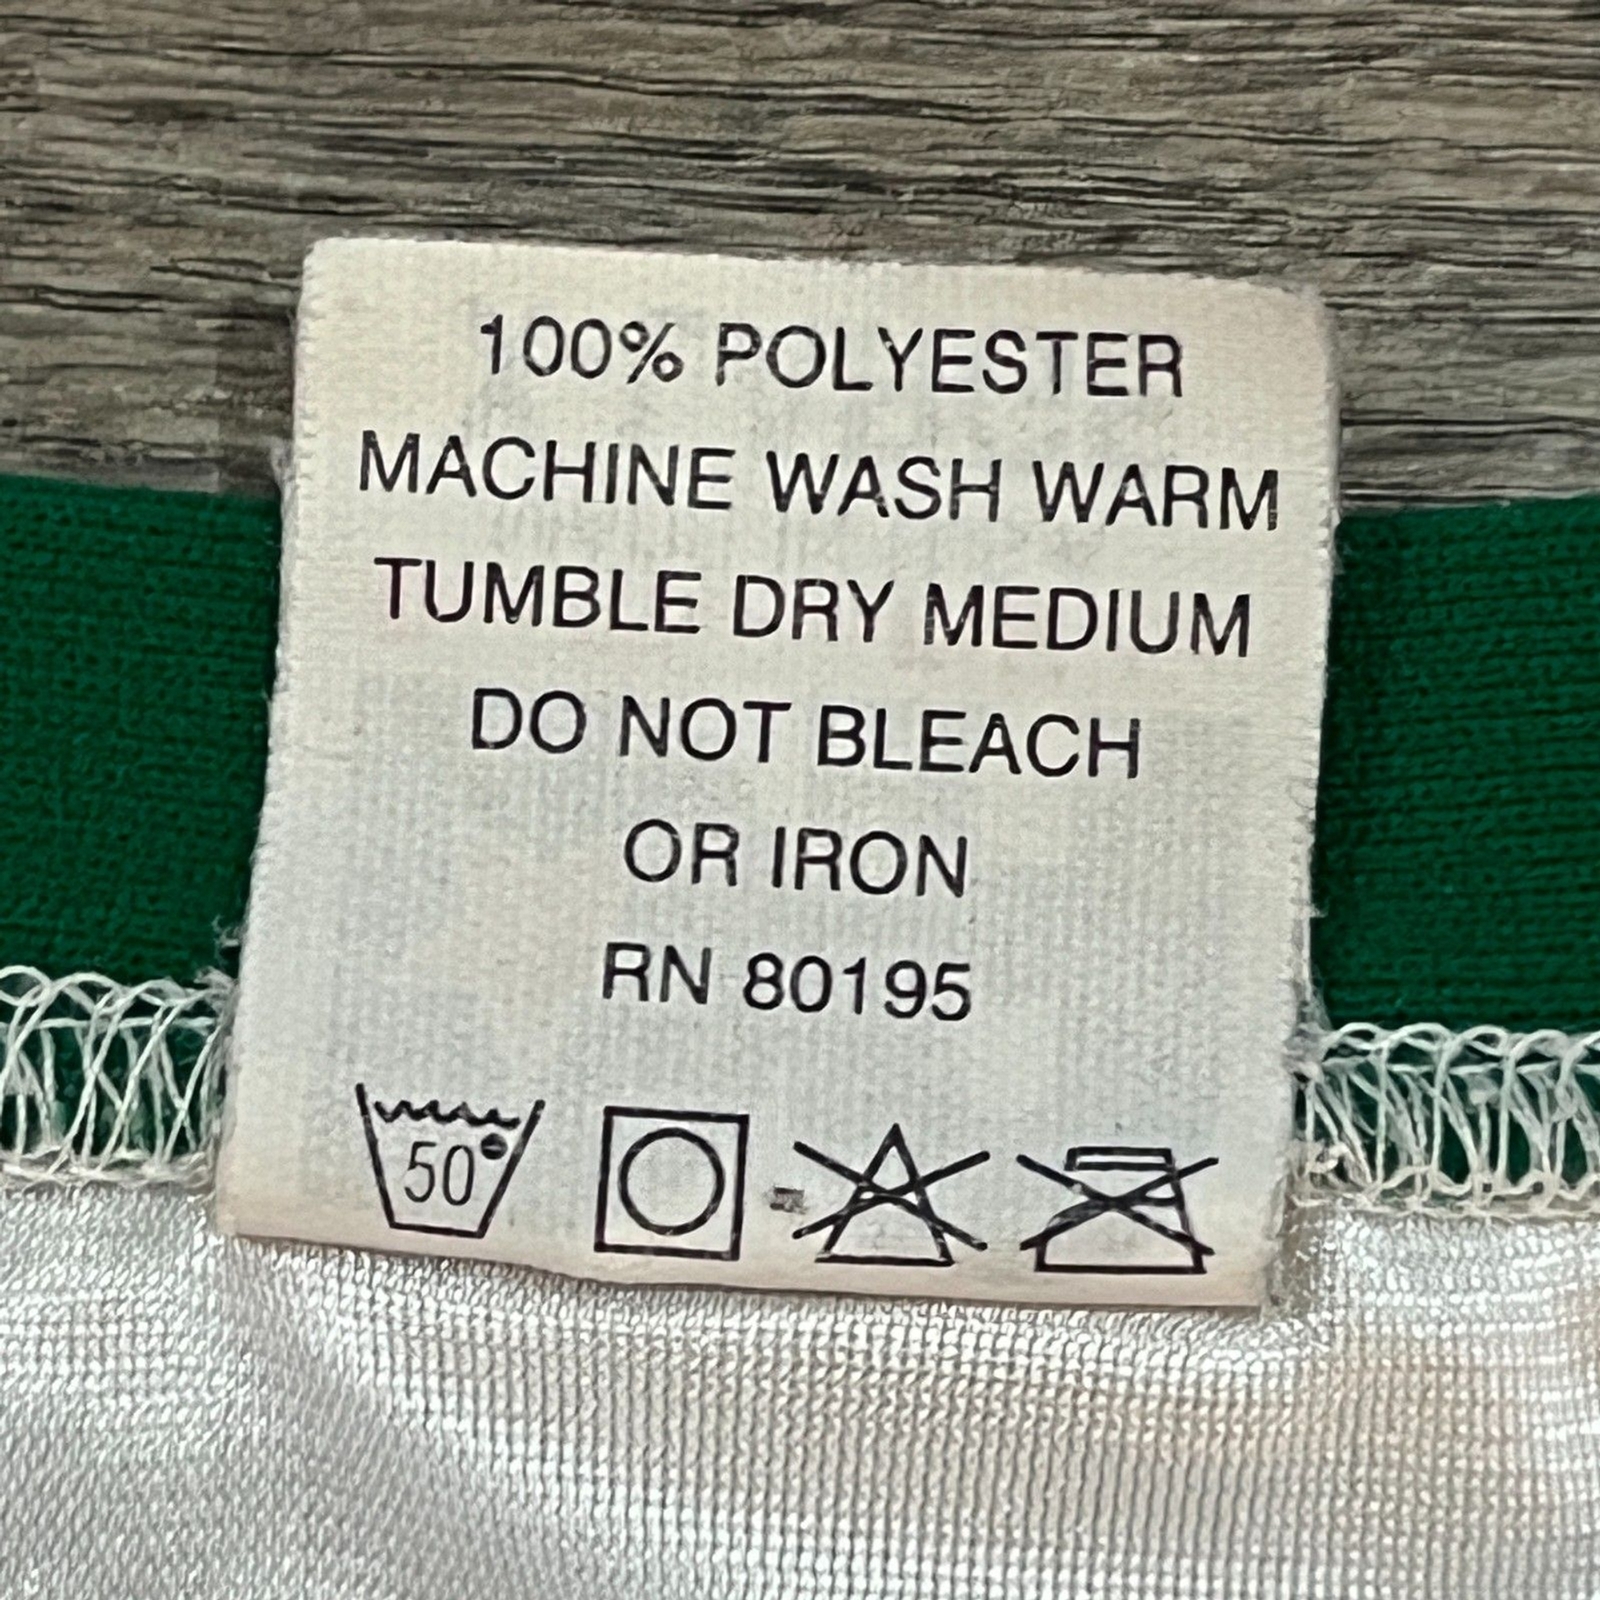 100% POLYESTER
MACHINE WASH WARM
TUMBLE DRY MEDIUM
DO NOT BLEACH
OR IRON
RN 80195
50°